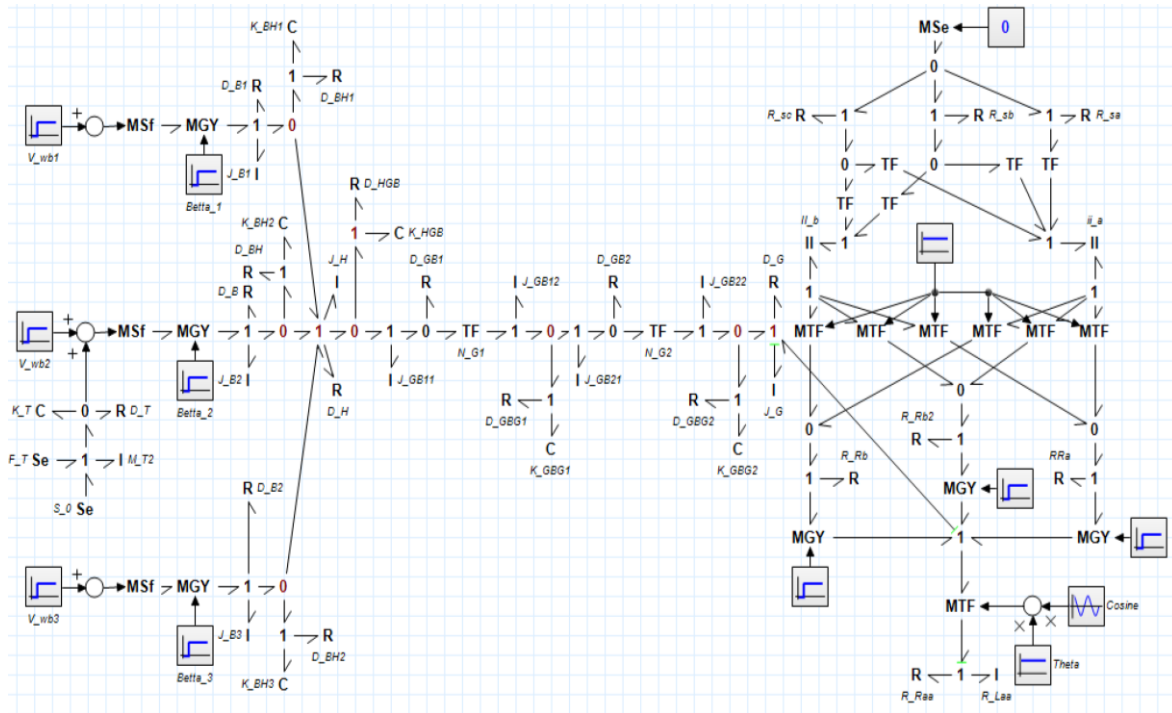 K_BH1 C
MSe 0
0
1 R
D_BH1
D_B1 R
R_sc R 1 1 R R_sb 1 R R_sa
+
MSf MGY 1 0
V_wb1
J_B1 I
Betta_1
0 TF 0 TF TF
R D_HGB
TF TF
K_BH2 C
1 C K_HGB
II_b
II 1
ii_a
1 II
D_BH
R 1
J_H
I
D_GB1
R
I J_GB12
D_GB2
R
I J_GB22
D_G
R
D_B R
1 1
+
MSf MGY 1 0 1 0 1 0 TF 1 0 1 0 TF 1 0 1 MTF MTF MTF MTF MTF MTF
+
V_wb2
N_G1
N_G2
J_B2 I
Betta_2
R
D_H
I J_GB11
R 1
D_GBG1
I J_GB21
R 1
D_GBG2
I
J_G
0
K_T C 0 R D_T
0 0
R_Rb2
R 1
C
K_GBG1
C
K_GBG2
F_T Se 1 I M_T2
R_Rb
1 R
RRa
R 1
S_0 Se
R D_B2
MGY
MGY 1 MGY
+
MSf MGY 1 0
V_wb3
J_B3 I
1 R
D_BH2
Betta_3
K_BH3 C
MTF
Cosine
X X
Theta
R 1 I
R_Raa R_Laa